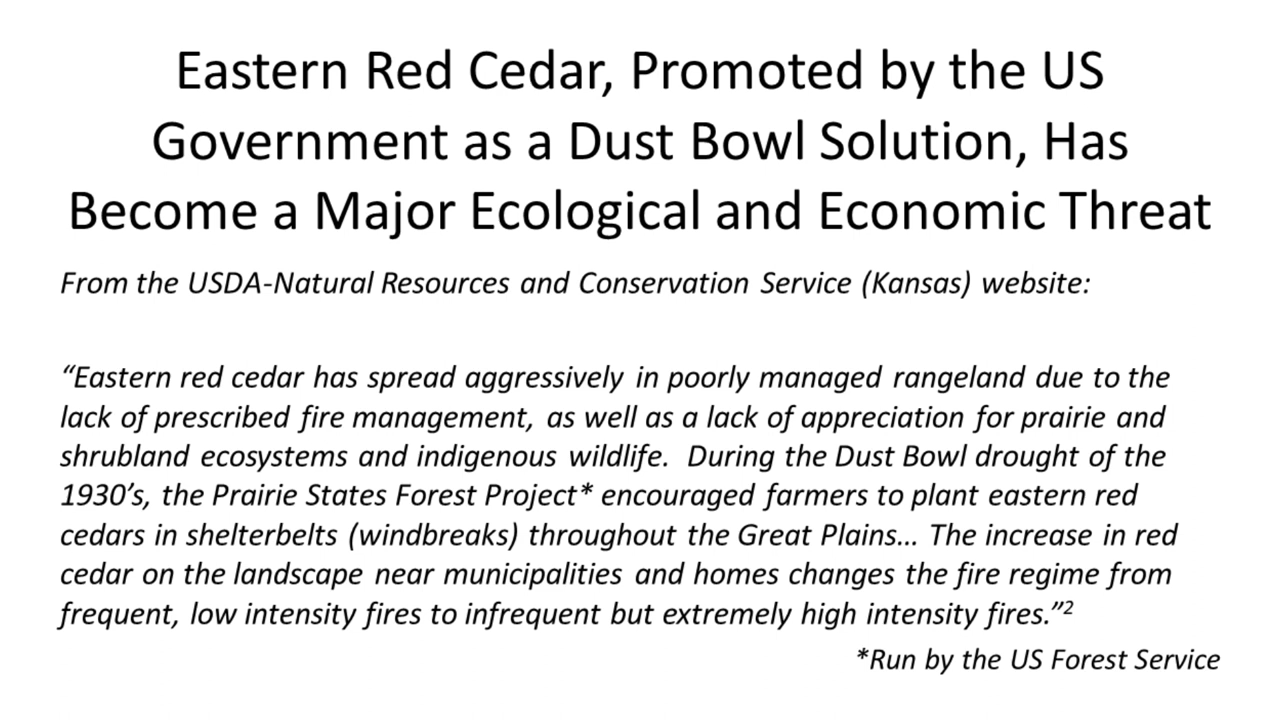 Eastern Red Cedar, Promoted by the US
Government as a Dust Bowl Solution, Has
Become a Major Ecological and Economic Threat
From the USDA-Natural Resources and Conservation Service (Kansas) website:
“Eastern red cedar has spread aggressively in poorly managed rangeland due to the
lack of prescribed fire management, as well as a lack of appreciation for prairie and
shrubland ecosystems and indigenous wildlife.  During the Dust Bowl drought of the
1930’s, the Prairie States Forest Project* encouraged farmers to plant eastern red
cedars in shelterbelts (windbreaks) throughout the Great Plains… The increase in red
cedar on the landscape near municipalities and homes changes the fire regime from
frequent, low intensity fires to infrequent but extremely high intensity fires.”²
*Run by the US Forest Service